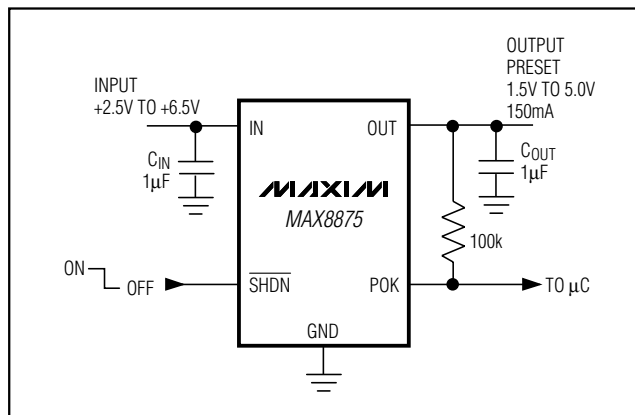 INPUT
+2.5V TO +6.5V
OUTPUT
PRESET
1.5V TO 5.0V
150mA
IN
OUT
CIN
1µF
COUT
1µF
MAXIM
MAX8875
100k
ON
OFF
SHDN
POK
TO µC
GND